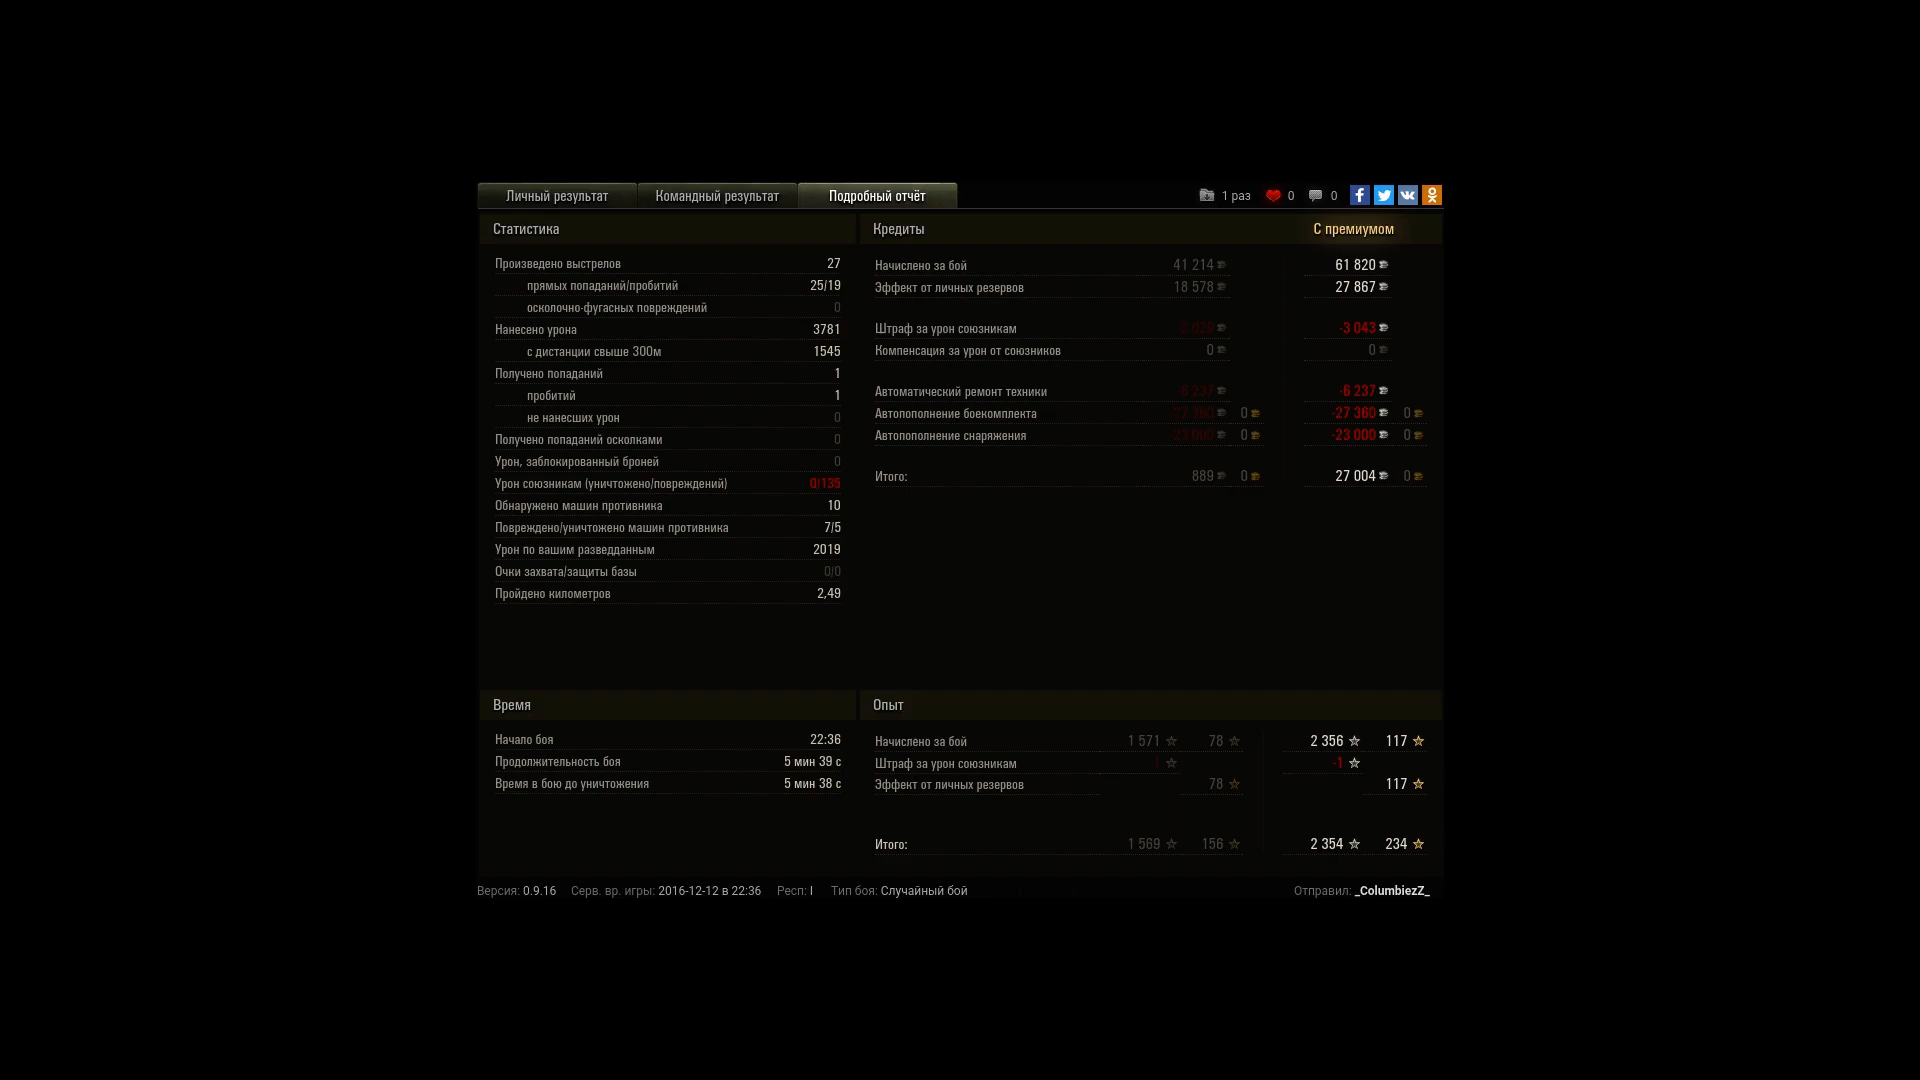 Личный результат Командный результат Подробный отчёт 1 раз 0 0
Статистика
Произведено выстрелов 27
прямых попаданий/пробитий 25/19
осколочно-фугасных повреждений 0
Нанесено урона 3781
с дистанции свыше 300м 1545
Получено попаданий 1
пробитий 1
не нанесших урон 0
Получено попаданий осколками 0
Урон, заблокированный броней 0
Урон союзникам (уничтожено/повреждений) 0/135
Обнаружено машин противника 10
Повреждено/уничтожено машин противника 7/5
Урон по вашим разведданным 2019
Очки захвата/защиты базы 0/0
Пройдено километров 2,49
Кредиты С премиумом
Начислено за бой 41 214 61 820
Эффект от личных резервов 18 578 27 867
Штраф за урон союзникам -3 043
Компенсация за урон от союзников 0 0
Автоматический ремонт техники -6 237 -6 237
Автопополнение боекомплекта -27 360 0 -27 360 0
Автопополнение снаряжения -23 000 0 -23 000 0
Итого: 889 0 27 004 0
Время
Начало боя 22:36
Продолжительность боя 5 мин 39 с
Время в бою до уничтожения 5 мин 38 с
Опыт
Начислено за бой 1 571 78 2 356 117
Штраф за урон союзникам -1
Эффект от личных резервов 78 117
Итого: 1 569 156 2 354 234
Версия: 0.9.16 Серв. вр. игры: 2016-12-12 в 22:36 Респ: I Тип боя: Случайный бой Отправил: _ColumbiezZ_